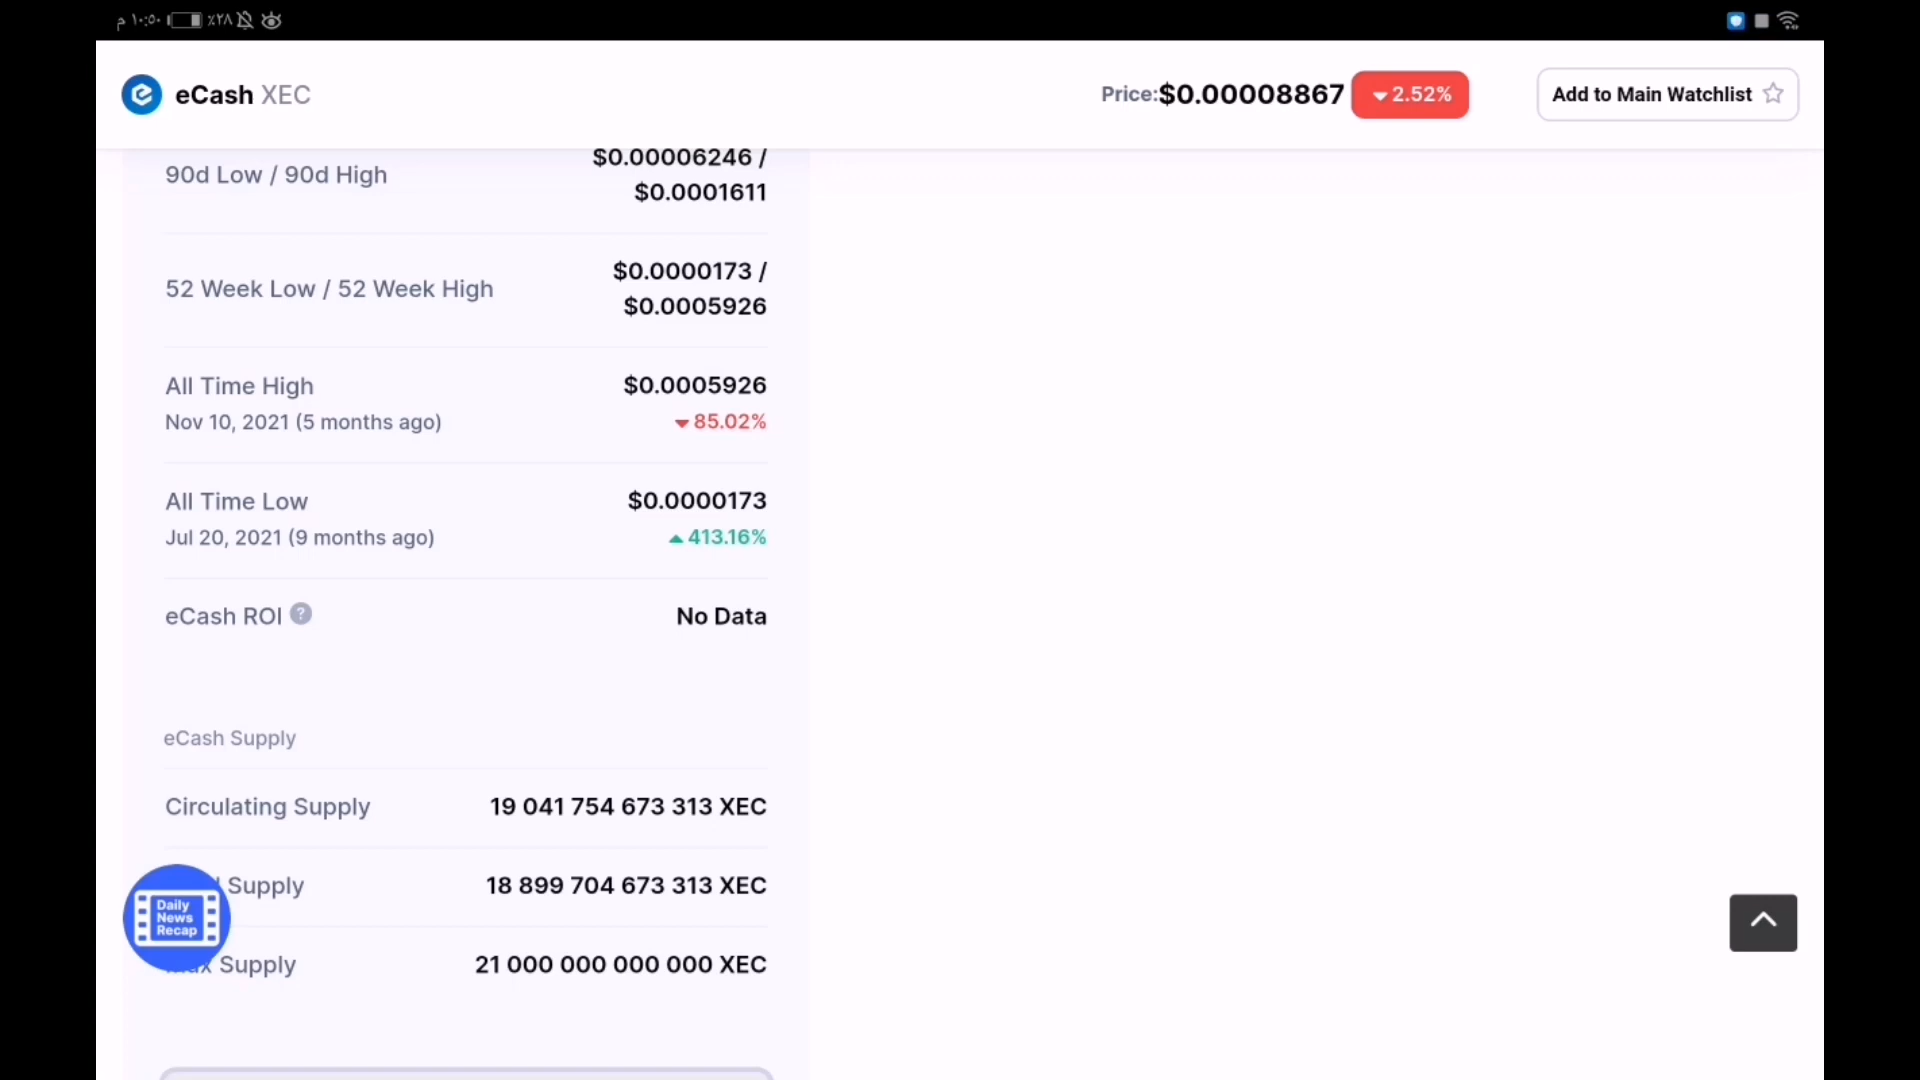 م ١٠:٥٠ ٪٢٨
eCash XEC
Price:$0.00008867 2.52%
Add to Main Watchlist
90d Low / 90d High
$0.00006246 /
$0.0001611
52 Week Low / 52 Week High
$0.0000173 /
$0.0005926
All Time High
$0.0005926
Nov 10, 2021 (5 months ago)
85.02%
All Time Low
$0.0000173
Jul 20, 2021 (9 months ago)
413.16%
eCash ROI ?
No Data
eCash Supply
Circulating Supply
19 041 754 673 313 XEC
Supply
18 899 704 673 313 XEC
Daily
News
Recap
Supply
21 000 000 000 000 XEC